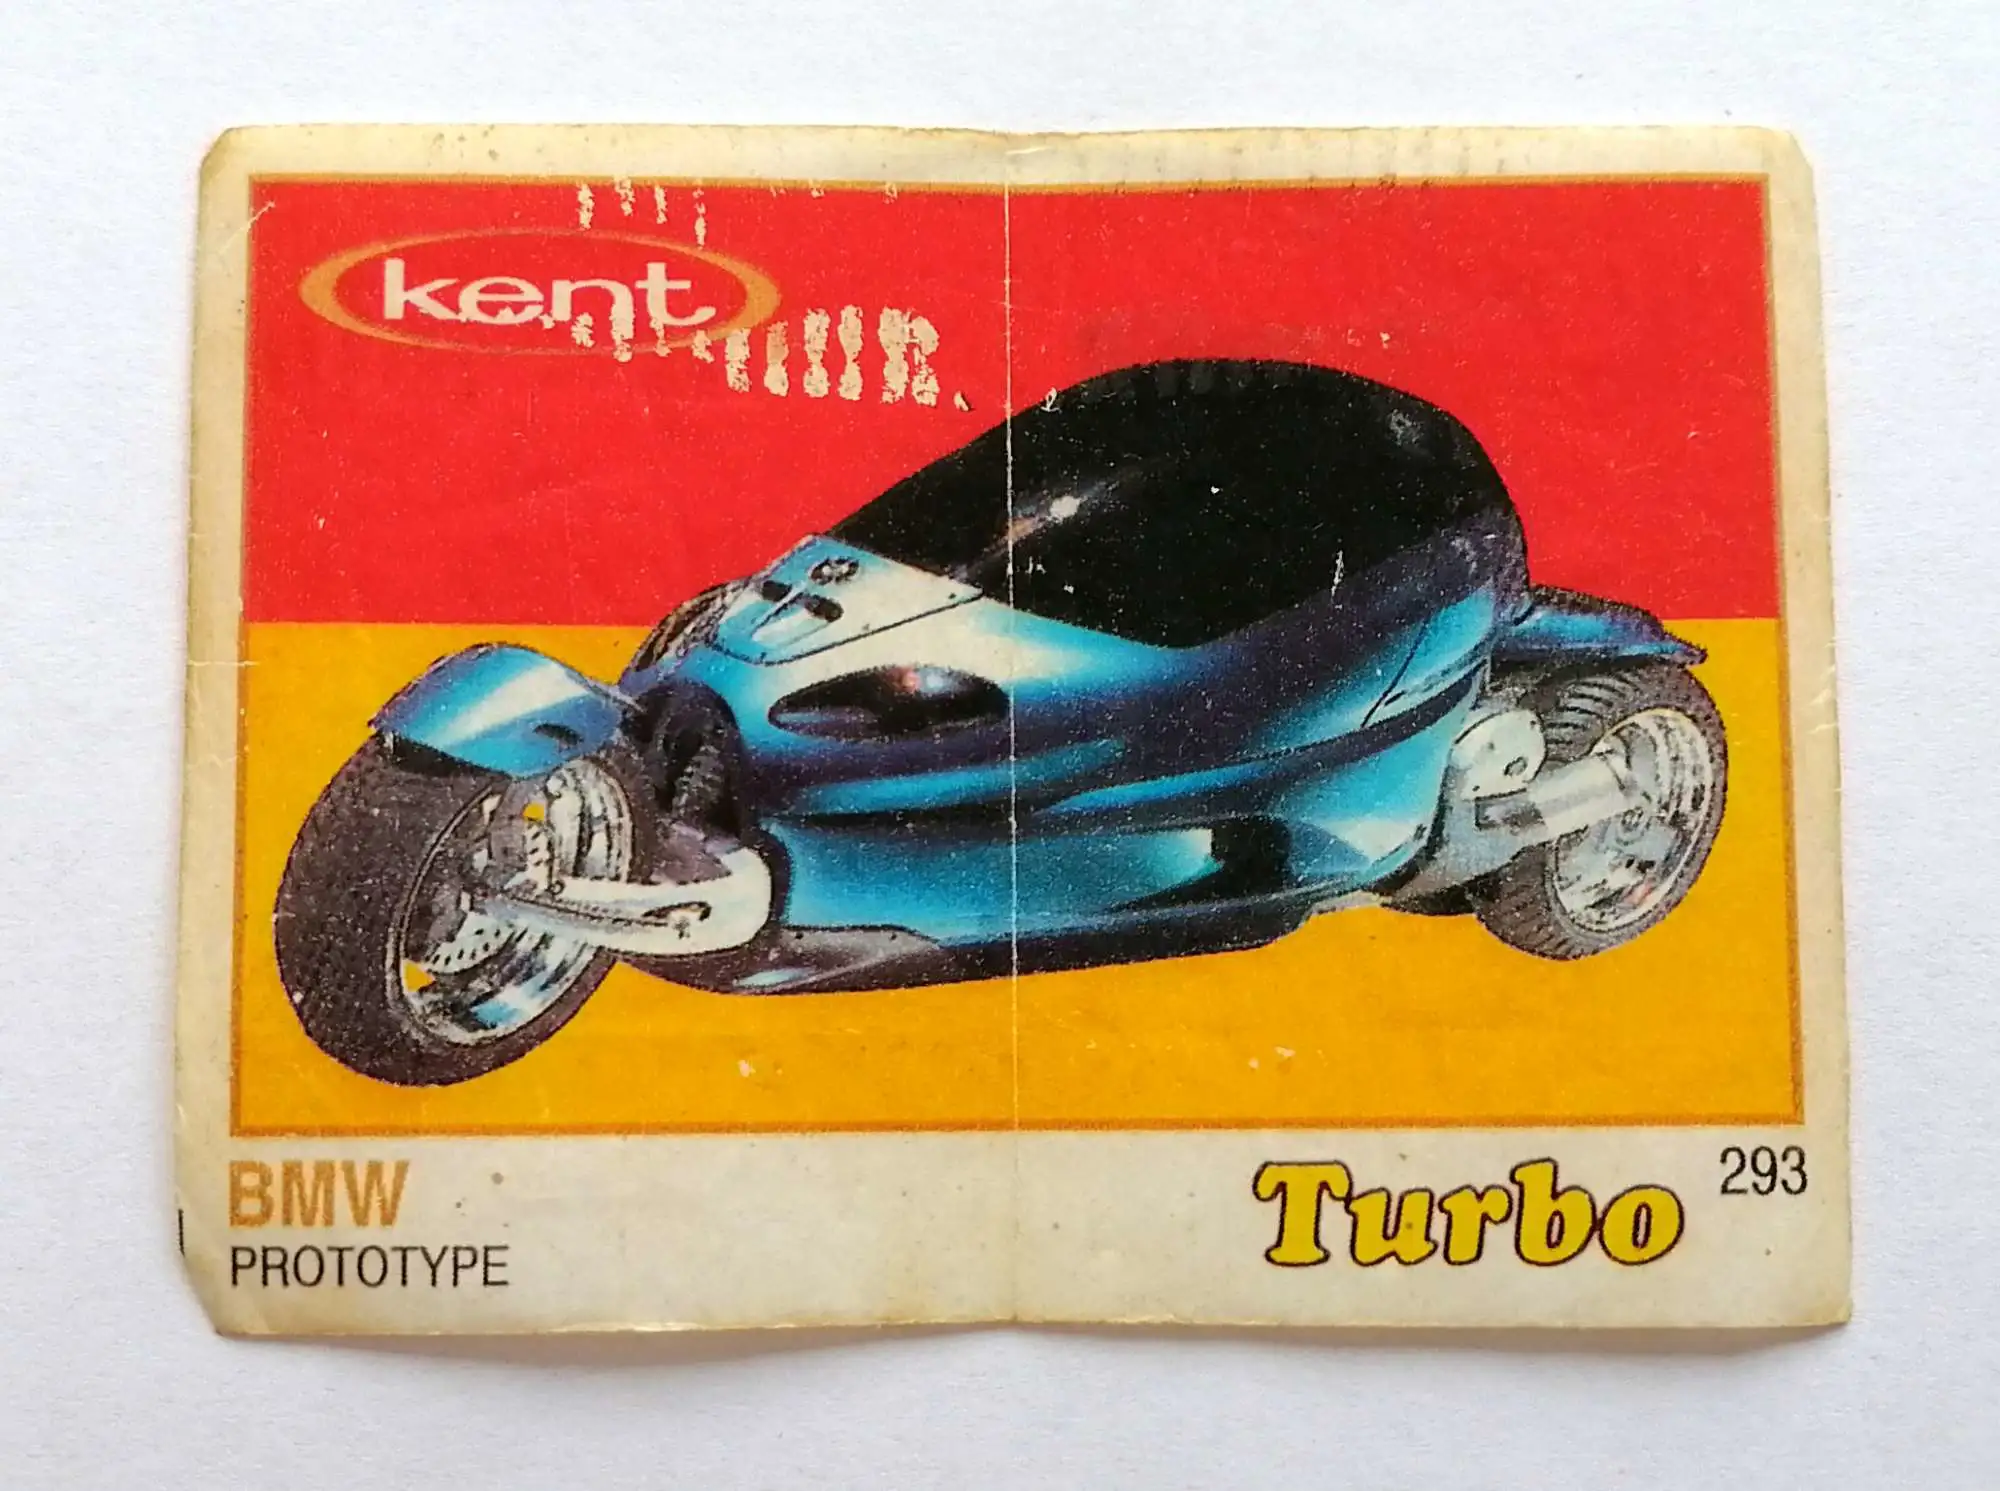 kent
BMW
PROTOTYPE
Turbo
293